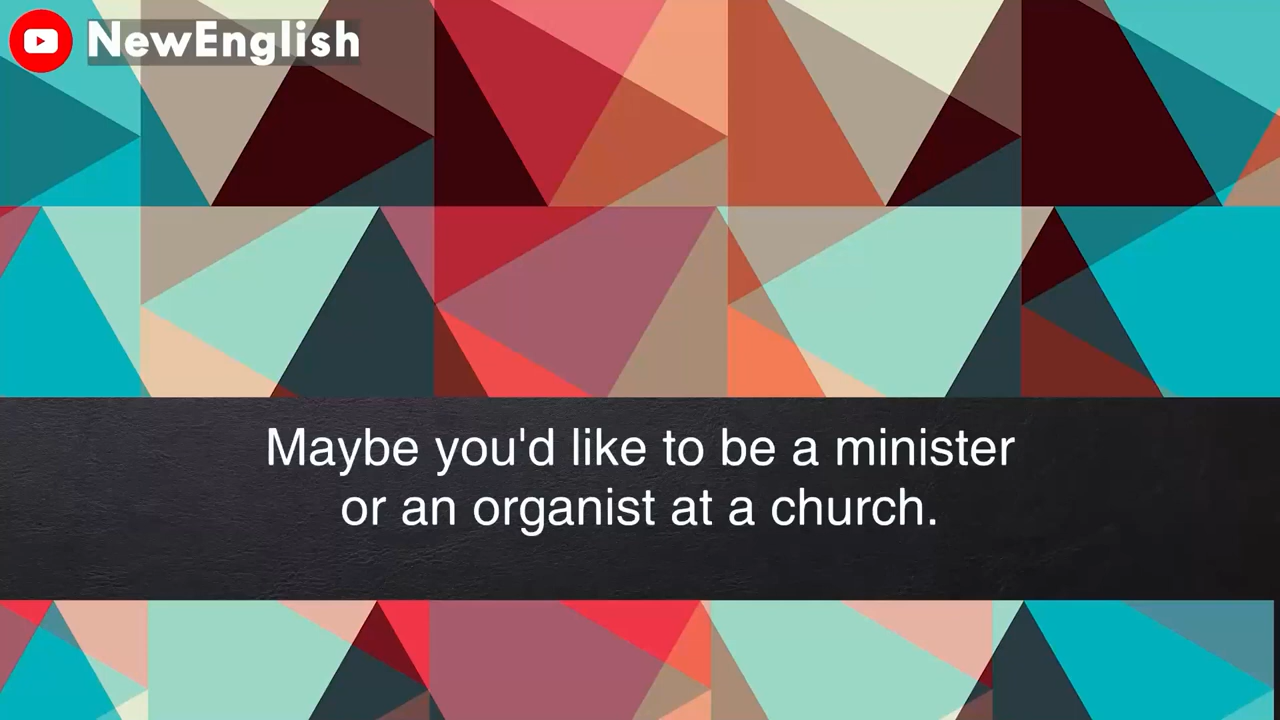 NewEnglish
Maybe you'd like to be a minister
or an organist at a church.